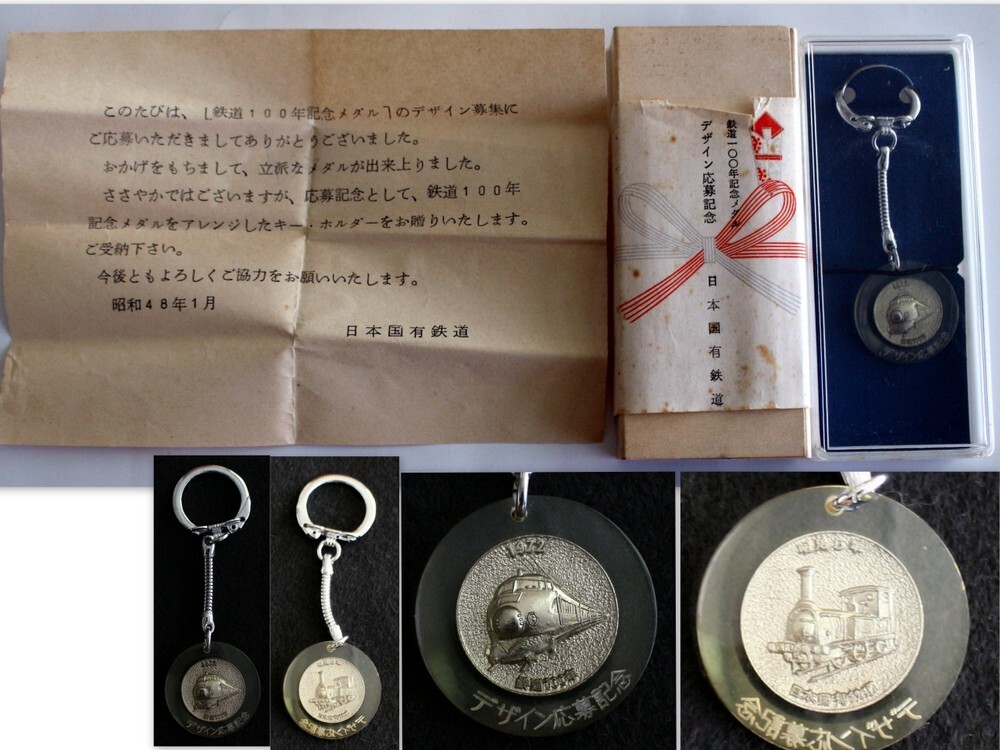 このたびは、「鉄道100年記念メダル」のデザイン募集に
ご応募いただきましてありがとうございました。
おかげをもちまして、立派なメダルが出来上りました。
ささやかではございますが、応募記念として、鉄道100年
記念メダルをアレンジしたキー・ホルダーをお贈りいたします。
ご受納下さい。
今後ともよろしくご協力をお願いいたします。
昭和48年1月
日本国有鉄道
鉄道一〇〇年記念メダル
デザイン応募記念
日本国有鉄道
1972
デザイン応募記念
1972
デザイン応募記念
1972
デザイン応募記念
日本国有鉄道
デザイン応募記念